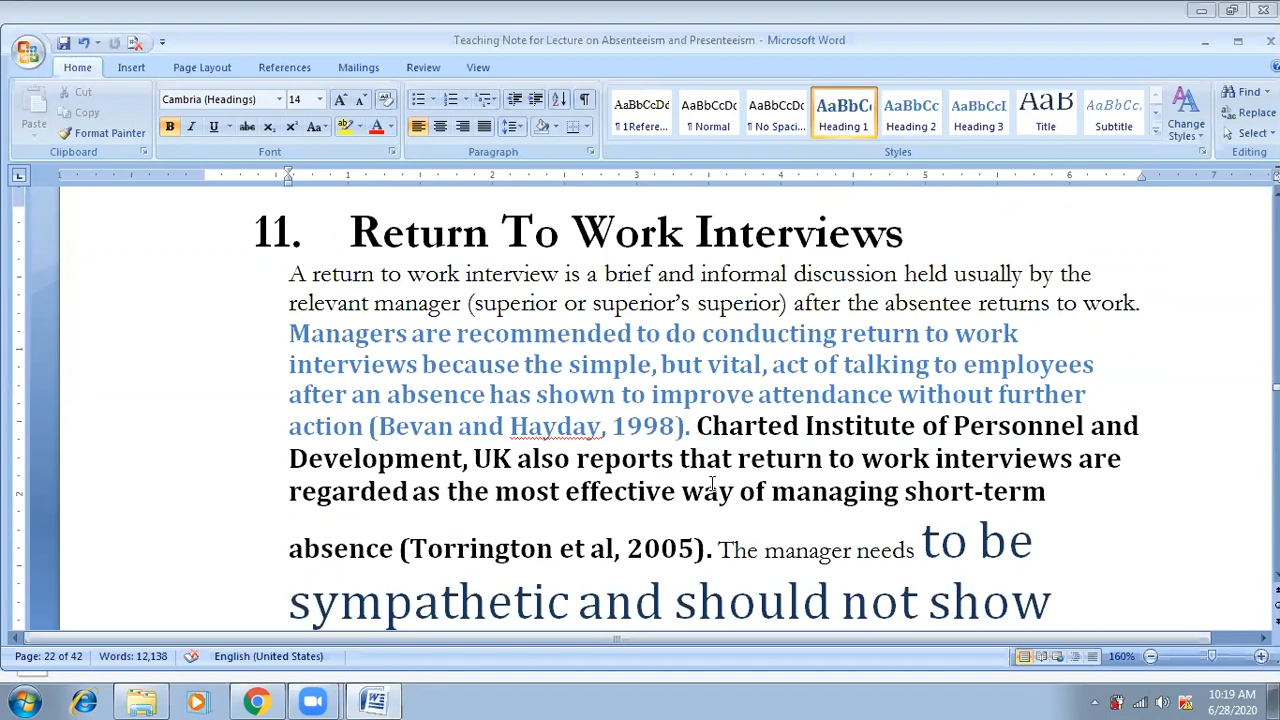 Teaching Note for Lecture on Absenteeism and Presenteeism - Microsoft Word
Home Insert Page Layout References Mailings Review View
Paste
Cut
Copy
Format Painter
Clipboard
Cambria (Headings) 14
Font
Paragraph
AaBbCcDd AaBbCcDc AaBbCcDc AaBbCc AaBbCc AaBbCcI AaB AaBbCc.
¶ 1Refere... ¶ Normal ¶ No Spaci... Heading 1 Heading 2 Heading 3 Title Subtitle
Change Styles
Styles
Find
Replace
Select
Editing
11. Return To Work Interviews
A return to work interview is a brief and informal discussion held usually by the
relevant manager (superior or superior’s superior) after the absentee returns to work.
Managers are recommended to do conducting return to work
interviews because the simple, but vital, act of talking to employees
after an absence has shown to improve attendance without further
action (Bevan and Hayday, 1998). Charted Institute of Personnel and
Development, UK also reports that return to work interviews are
regarded as the most effective way of managing short-term
absence (Torrington et al, 2005). The manager needs to be
sympathetic and should not show
Page: 22 of 42 Words: 12,138 English (United States) 160%
10:19 AM
6/28/2020